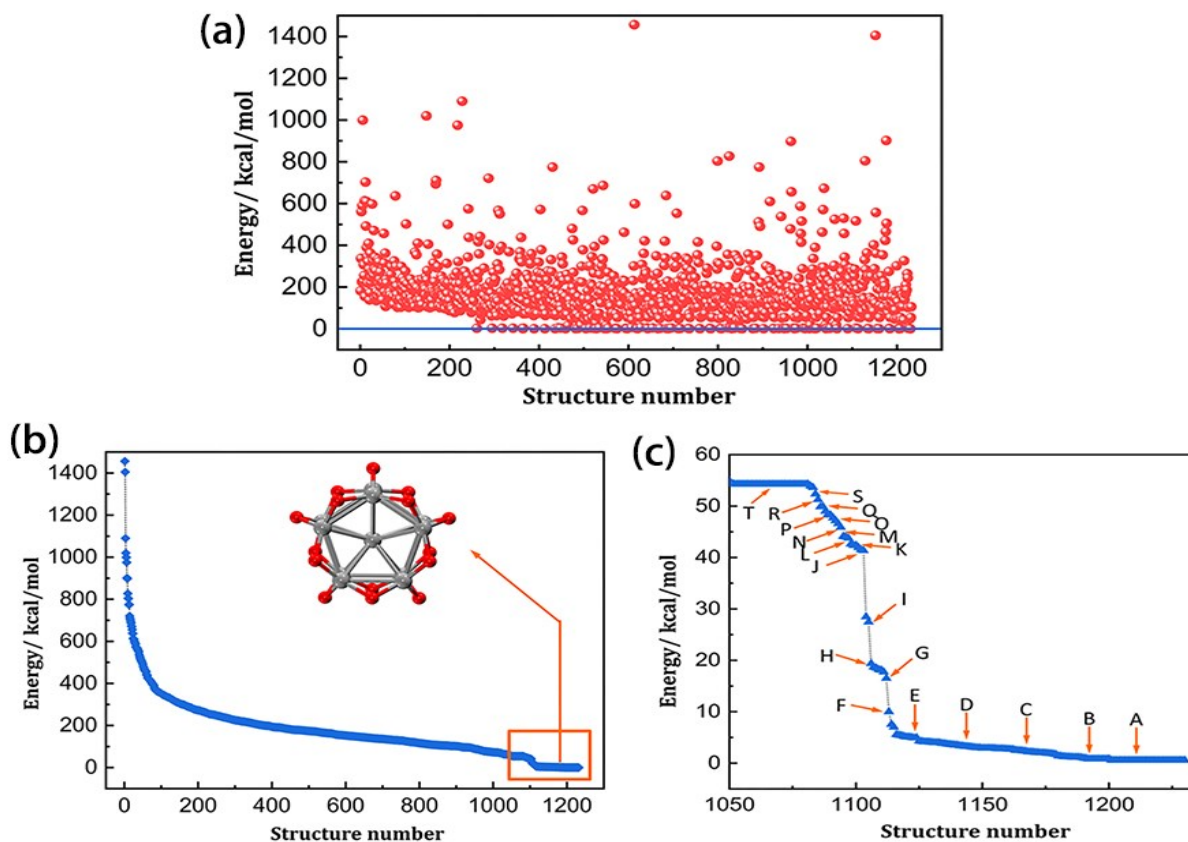 (a)
Energy/ kcal/mol
1400
1200
1000
800
600
400
200
0
0 200 400 600 800 1000 1200
Structure number
(b)
Energy/ kcal/mol
1400
1200
1000
800
600
400
200
0
0 200 400 600 800 1000 1200
Structure number
(c)
Energy/ kcal/mol
60
50
40
30
20
10
0
T
R
S
Q
P
O
N
M
L
K
J
I
H
G
F
E
D
C
B
A
1050 1100 1150 1200
Structure number